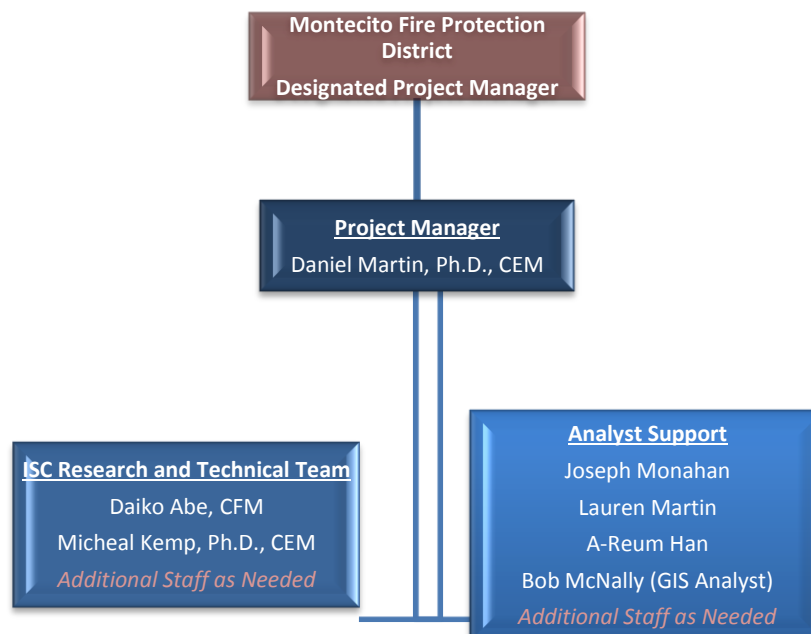 Montecito Fire Protection
District
Designated Project Manager
Project Manager
Daniel Martin, Ph.D., CEM
ISC Research and Technical Team
Daiko Abe, CFM
Micheal Kemp, Ph.D., CEM
Additional Staff as Needed
Analyst Support
Joseph Monahan
Lauren Martin
A-Reum Han
Bob McNally (GIS Analyst)
Additional Staff as Needed